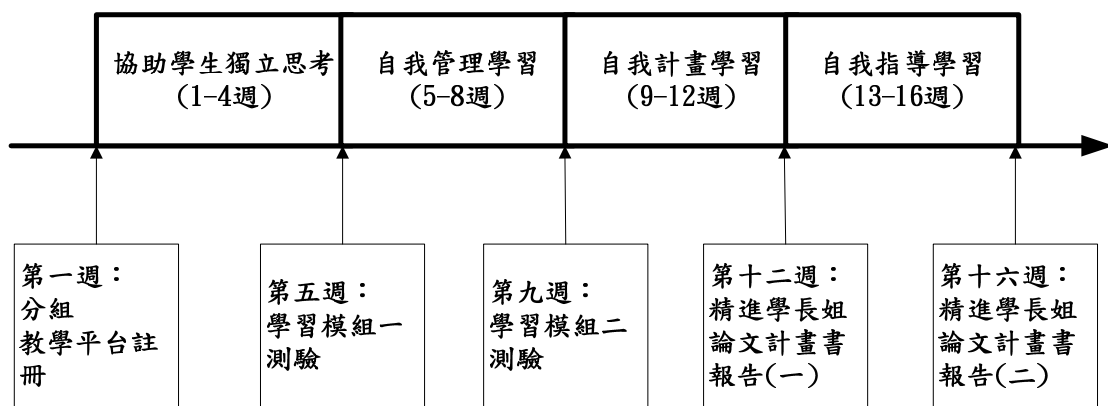 協助學生獨立思考
(1-4週)
自我管理學習
(5-8週)
自我計畫學習
(9-12週)
自我指導學習
(13-16週)
第一週：
分組
教學平台註
冊
第五週：
學習模組一
測驗
第九週：
學習模組二
測驗
第十二週：
精進學長姐
論文計畫書
報告(一)
第十六週：
精進學長姐
論文計畫書
報告(二)